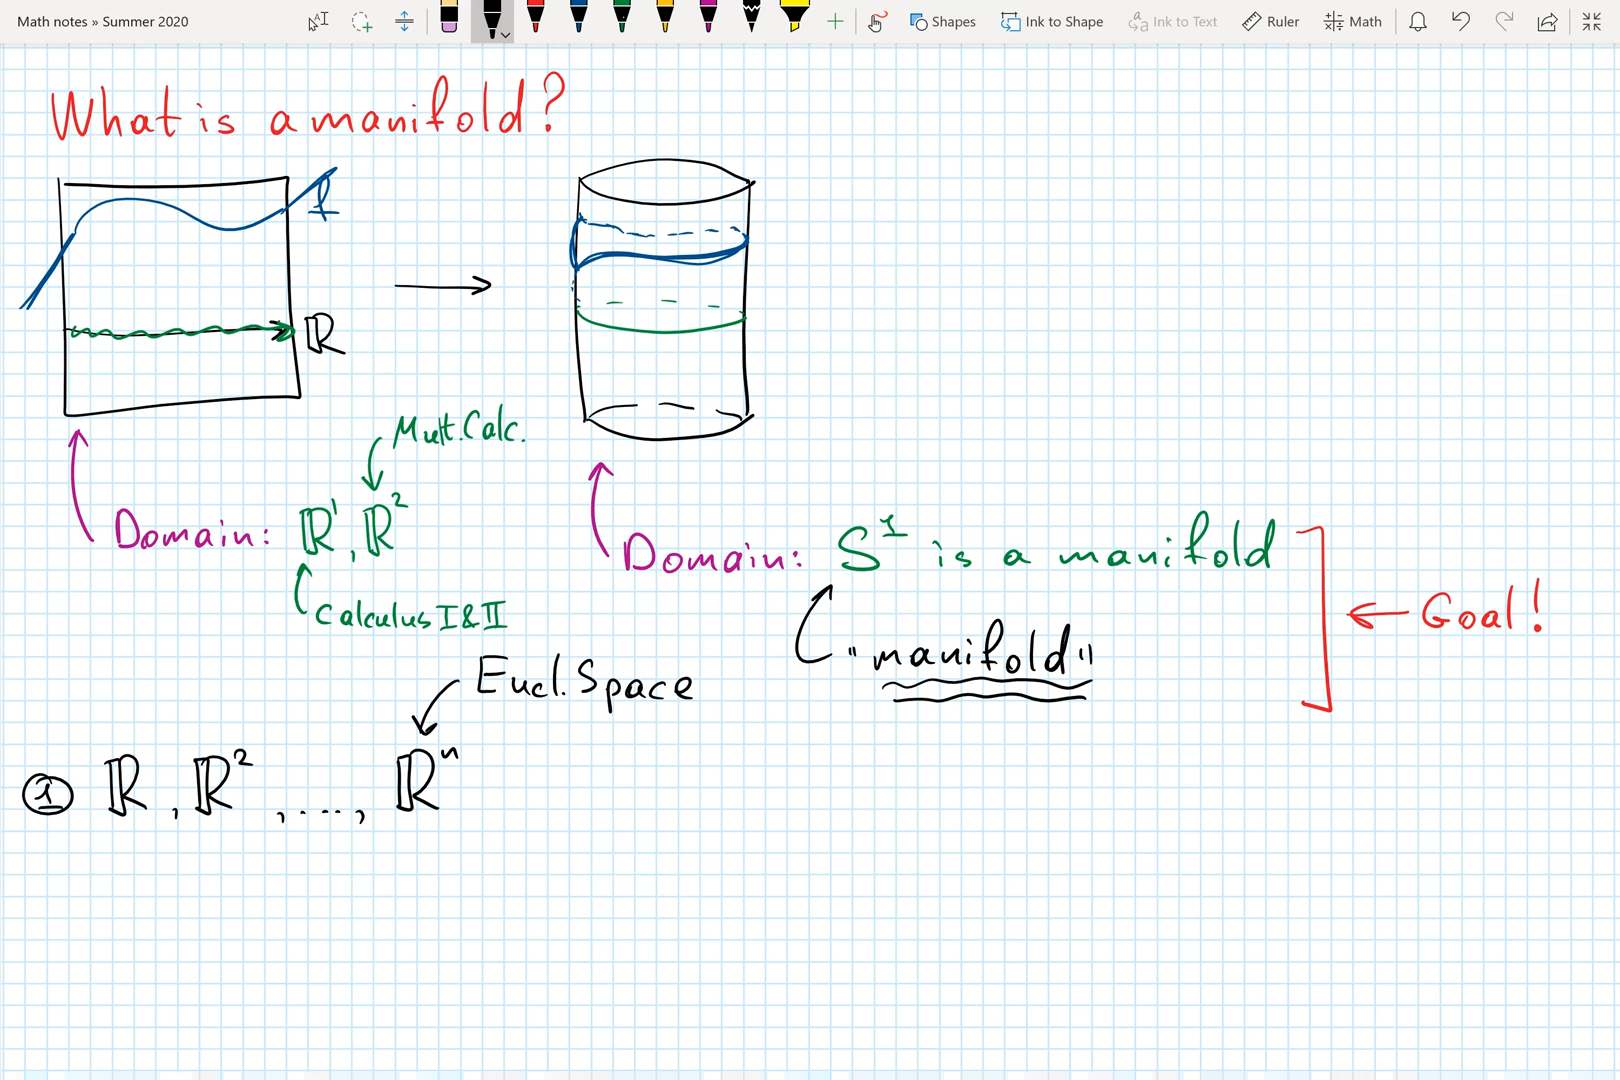 Math notes » Summer 2020
Shapes
Ink to Shape
Ink to Text
Ruler
Math
What is a manifold?
f
ℝ
Mult. Calc.
Domain: ℝ¹, ℝ²
Calculus I & II
Domain: S¹ is a manifold
"manifold"
Goal!
Eucl. Space
① ℝ, ℝ², ..., ℝⁿ